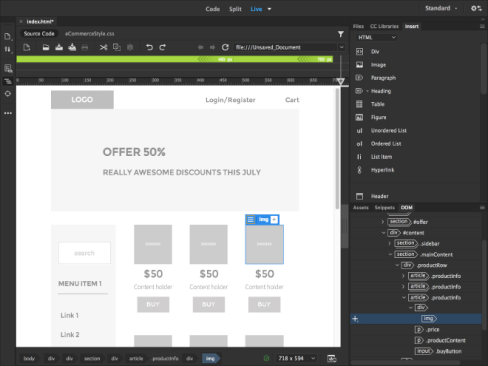 Code Split Live
Standard
index.html*
Source Code eCommerceStyle.css
file:///Unsaved_Document
Files CC Libraries Insert
HTML
Div
Image
Paragraph
Heading
Table
Figure
Unordered List
Ordered List
List Item
Hyperlink
Header
0 50 100 150 200 250 300 350 400 450 500 550 600 650 700
LOGO
Login/Register Cart
OFFER 50%
REALLY AWESOME DISCOUNTS THIS JULY
img
search
$50 $50 $50
Content holder Content holder Content holder
BUY BUY BUY
MENU ITEM 1
Link 1
Link 2
Assets Snippets DOM
section #offer
div #content
section .sidebar
section .mainContent
div .productRow
article .productInfo
article .productInfo
article .productInfo
div
img
p .price
p .productContent
input .buyButton
body div div section div article .productInfo div img
718 x 594